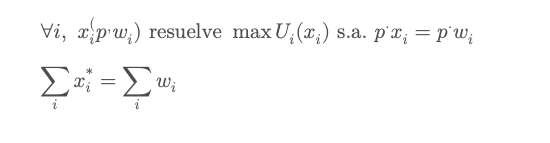 ∀i, x_i^(p·w_i) resuelve max U_i(x_i) s.a. p·x_i = p·w_i
∑_i x_i^* = ∑_i w_i